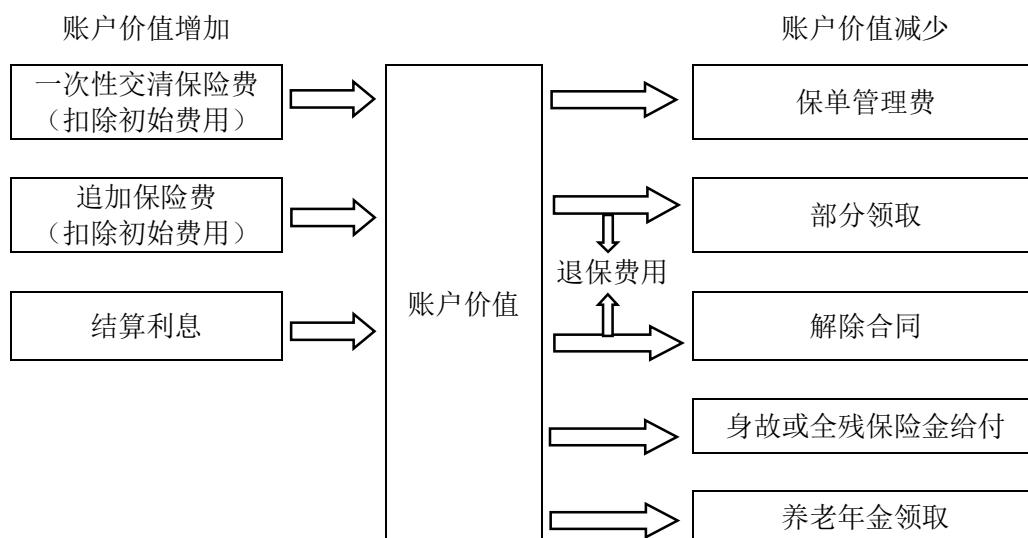 账户价值增加
账户价值减少
一次性交清保险费
（扣除初始费用）
保单管理费
追加保险费
（扣除初始费用）
部分领取
退保费用
账户价值
结算利息
解除合同
身故或全残保险金给付
养老年金领取